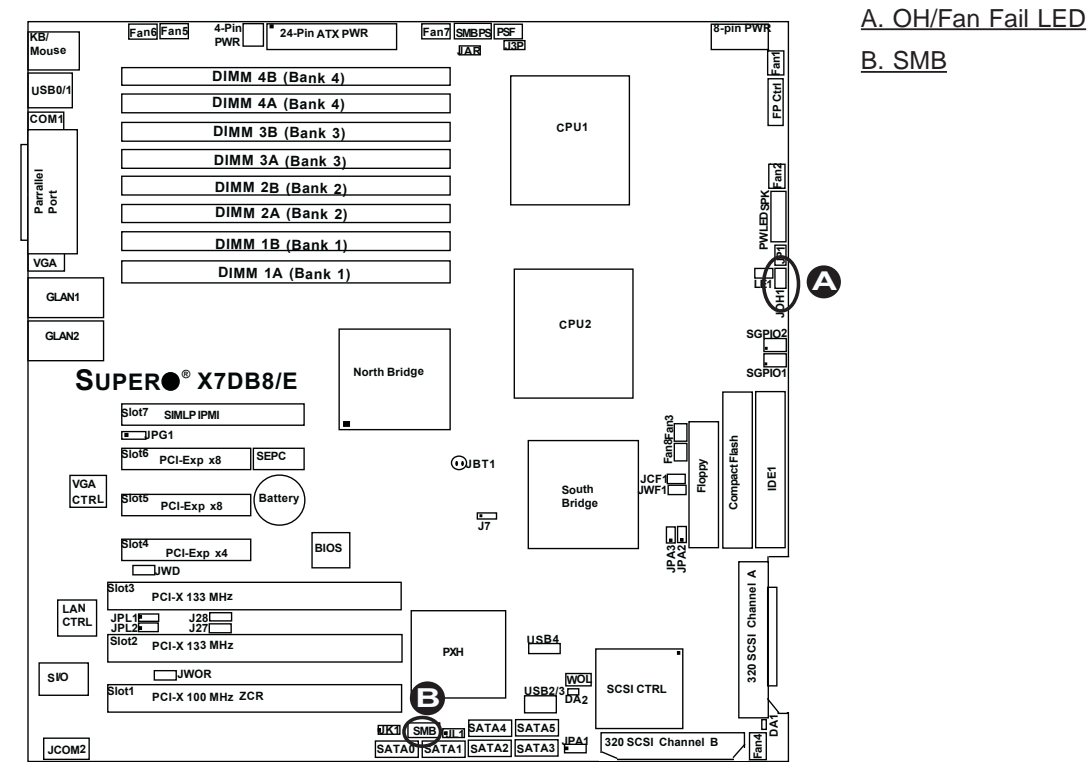 A. OH/Fan Fail LED
B. SMB
KB/
Mouse
Fan6
Fan5
4-Pin
PWR
24-Pin ATX PWR
Fan7
SMBPS
PSF
JAR
J3P
8-pin PWR
Fan1
FP Ctrl
USB0/1
COM1
Parrallel
Port
VGA
GLAN1
GLAN2
DIMM 4B (Bank 4)
DIMM 4A (Bank 4)
DIMM 3B (Bank 3)
DIMM 3A (Bank 3)
DIMM 2B (Bank 2)
DIMM 2A (Bank 2)
DIMM 1B (Bank 1)
DIMM 1A (Bank 1)
CPU1
CPU2
Fan2
SPK
PWLED
JP1
LE1
JOH1
A
SGPIO2
SGPIO1
North Bridge
SUPER® X7DB8/E
Slot7 SIMLP IPMI
JPG1
Slot6 PCI-Exp x8
SEPC
VGA
CTRL
Slot5 PCI-Exp x8
Battery
JBT1
J7
South
Bridge
Fan3
Fan8
JCF1
JWF1
Floppy
Compact Flash
IDE1
JPA3
JPA2
Slot4 PCI-Exp x4
BIOS
JWD
Slot3 PCI-X 133 MHz
LAN
CTRL
JPL1
JPL2
J28
J27
Slot2 PCI-X 133 MHz
JWOR
S I/O
Slot1 PCI-X 100 MHz ZCR
PXH
USB4
WOL
USB2/3
DA2
SCSI CTRL
320 SCSI Channel A
DA1
B
JK1
SMB
JL1
SATA4
SATA5
SATA0
SATA1
SATA2
SATA3
JPA1
320 SCSI Channel B
Fan4
JCOM2